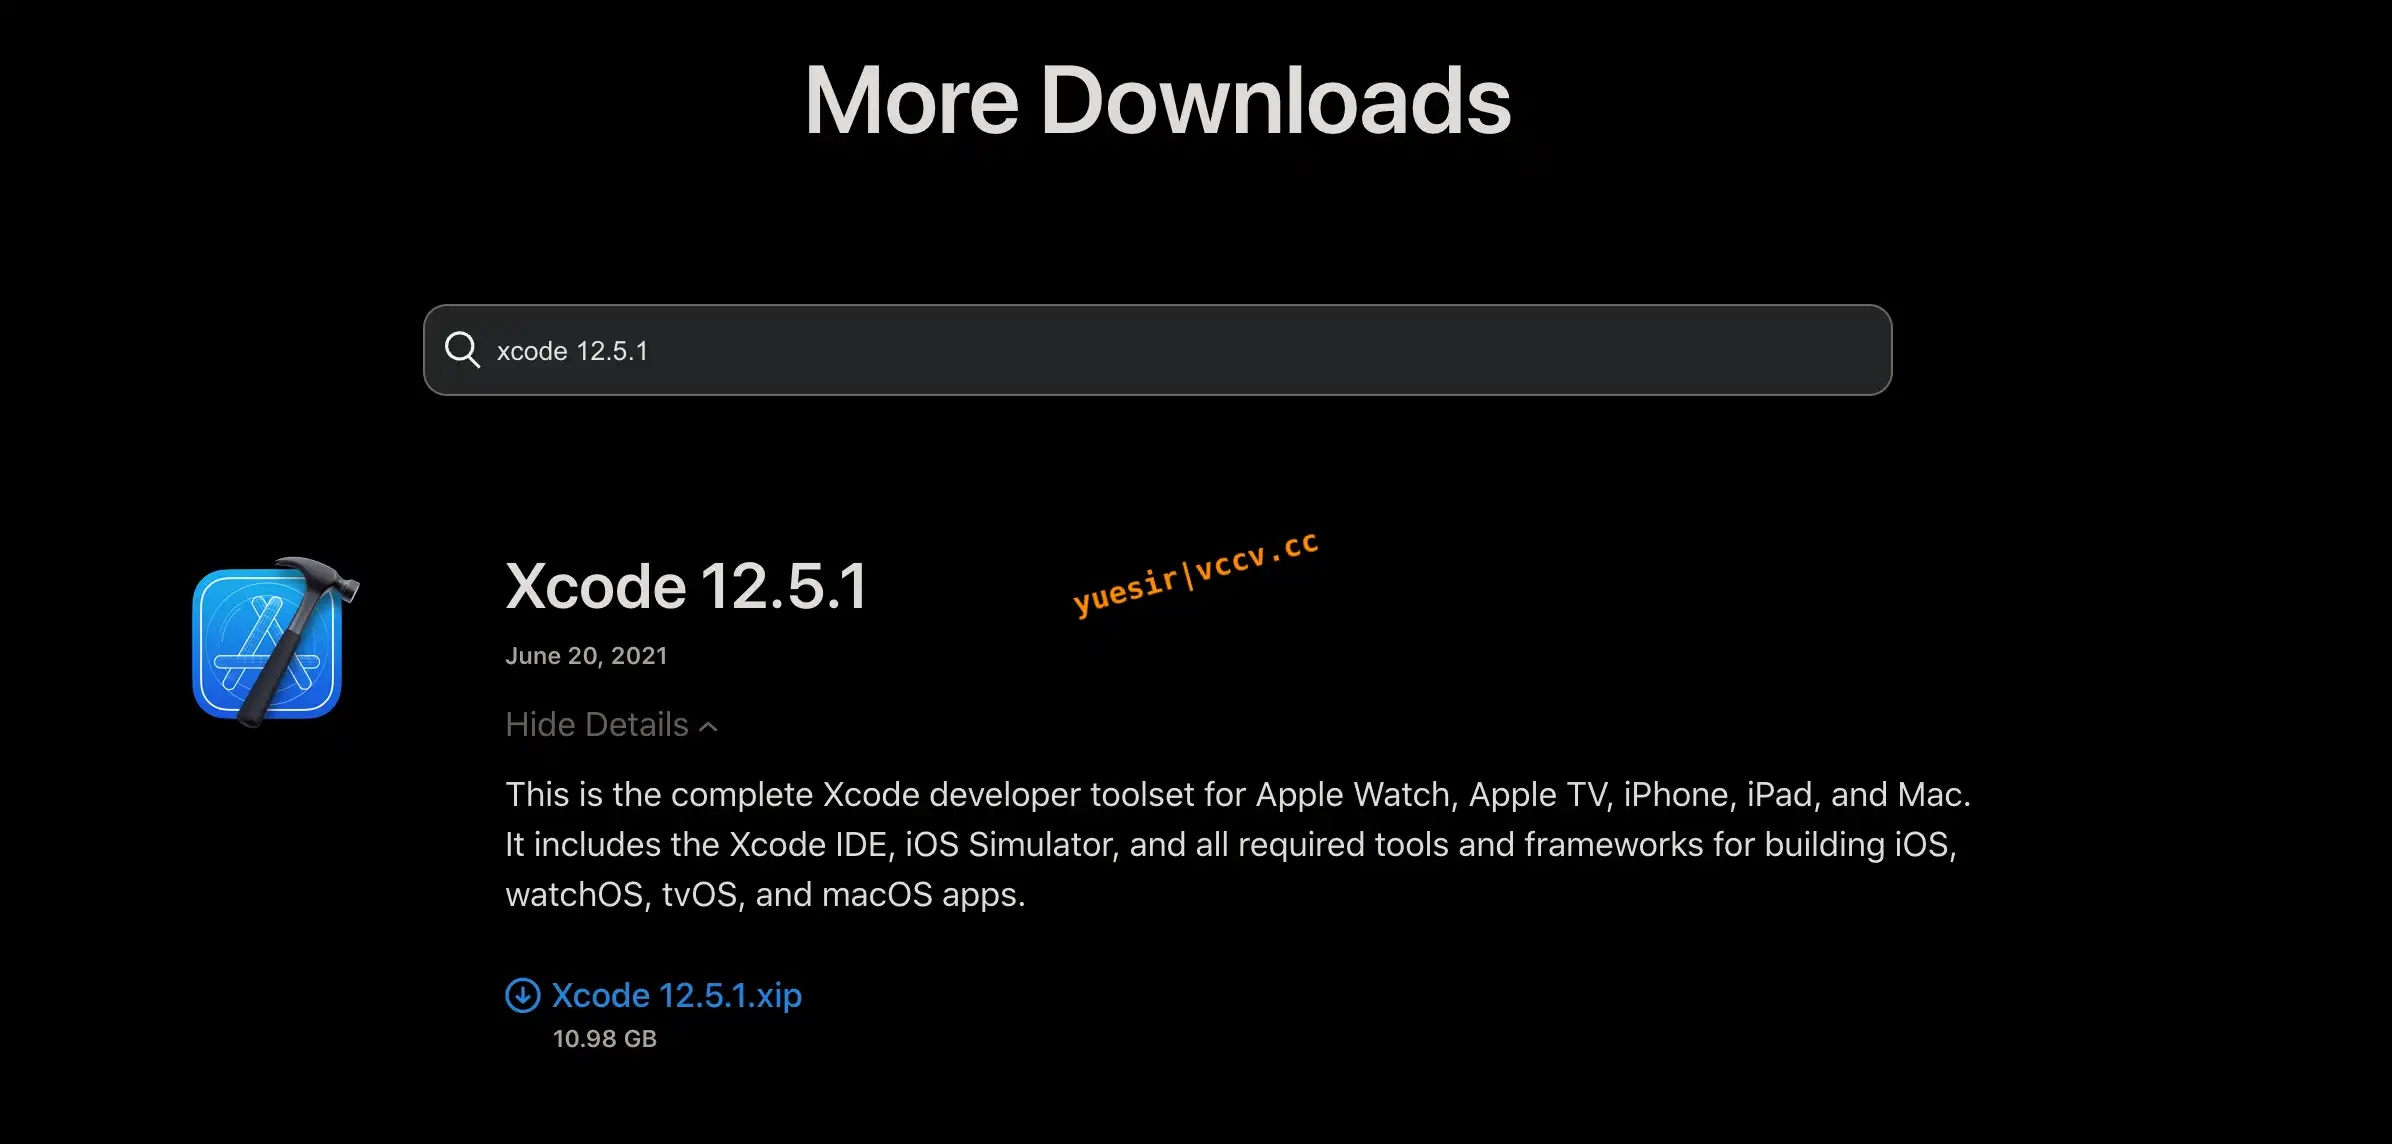 More Downloads
xcode 12.5.1
Xcode 12.5.1
yuesir|vccv.cc
June 20, 2021
Hide Details
This is the complete Xcode developer toolset for Apple Watch, Apple TV, iPhone, iPad, and Mac.
It includes the Xcode IDE, iOS Simulator, and all required tools and frameworks for building iOS,
watchOS, tvOS, and macOS apps.
Xcode 12.5.1.xip
10.98 GB